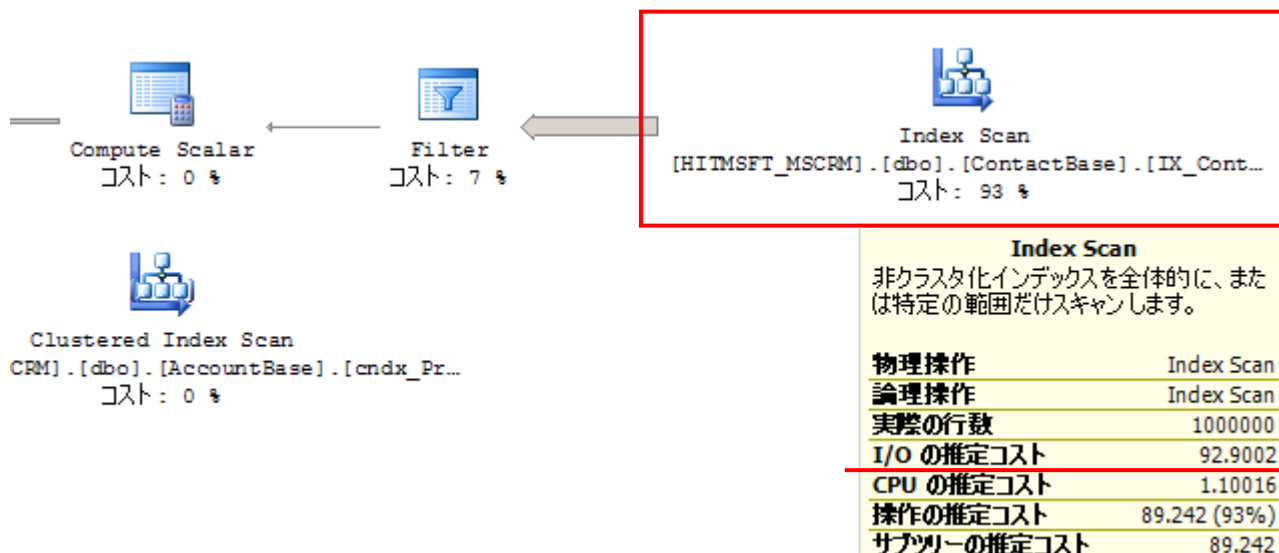 Compute Scalar
コスト: 0 %
Filter
コスト: 7 %
Index Scan
[HITMSFT_MSCRM].[dbo].[ContactBase].[IX_Cont…
コスト: 93 %
Clustered Index Scan
CRM].[dbo].[AccountBase].[cndx_Pr…
コスト: 0 %
Index Scan
非クラスタ化インデックスを全体的に、また
は特定の範囲だけスキャンします。
物理操作 Index Scan
論理操作 Index Scan
実際の行数 1000000
I/O の推定コスト 92.9002
CPU の推定コスト 1.10016
操作の推定コスト 89.242 (93%)
サブツリーの推定コスト 89.242